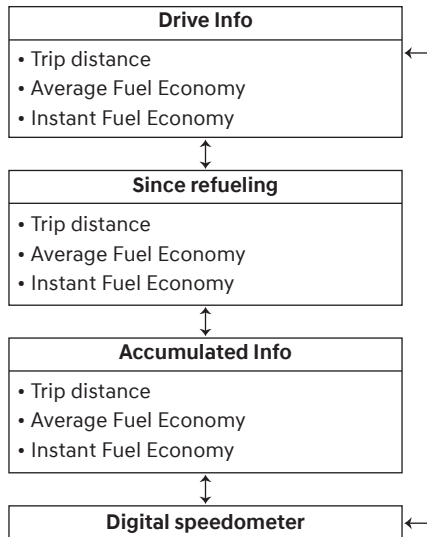 Drive Info
• Trip distance
• Average Fuel Economy
• Instant Fuel Economy
Since refueling
• Trip distance
• Average Fuel Economy
• Instant Fuel Economy
Accumulated Info
• Trip distance
• Average Fuel Economy
• Instant Fuel Economy
Digital speedometer